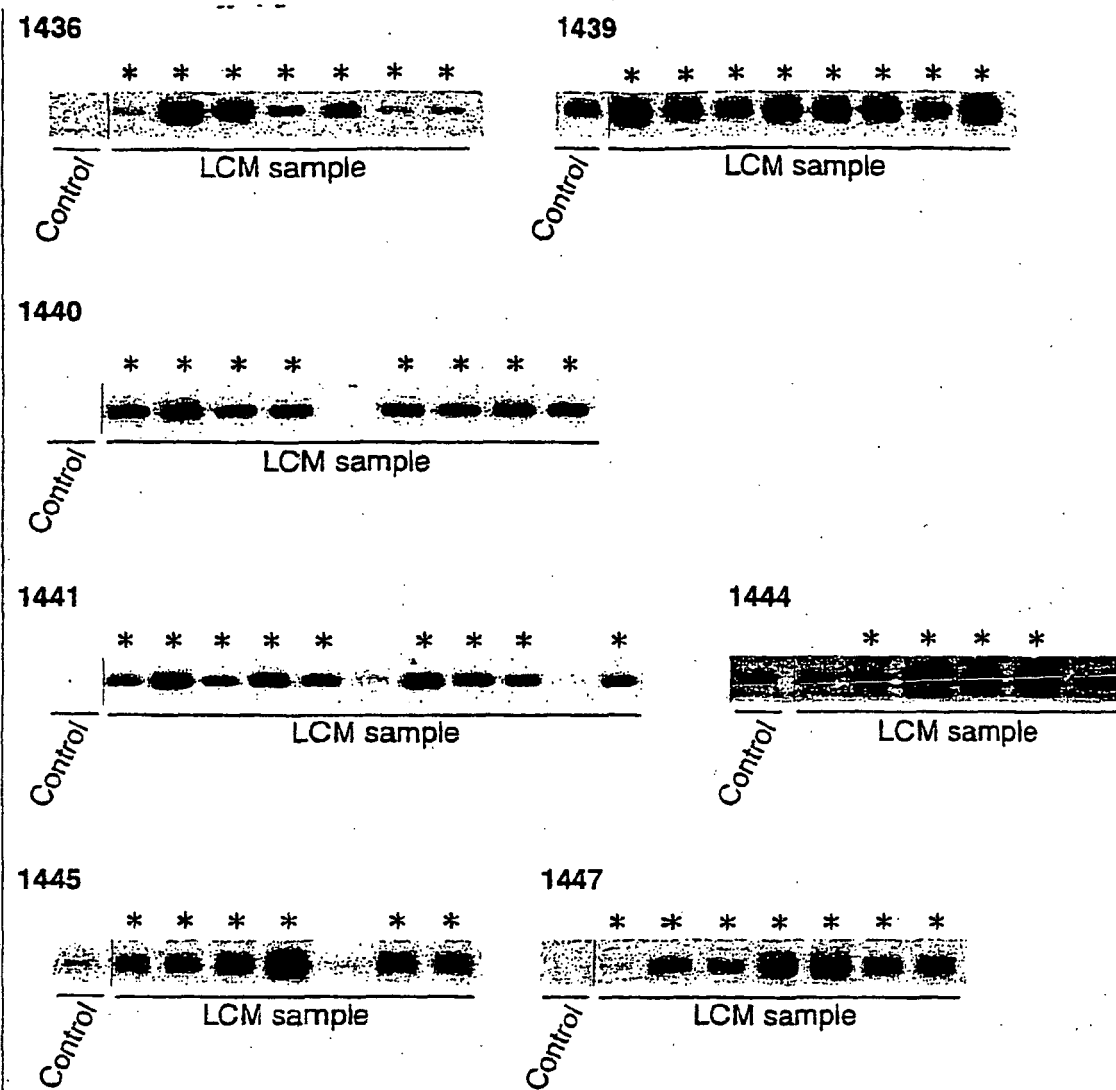 1436 1439
* * * * * * * * * * * * * * *
Control LCM sample Control LCM sample
1440
* * * * * * * *
Control LCM sample
1441 1444
* * * * * * * * * * * * *
Control LCM sample Control LCM sample
1445 1447
* * * * * * * * * * * * *
Control LCM sample Control LCM sample